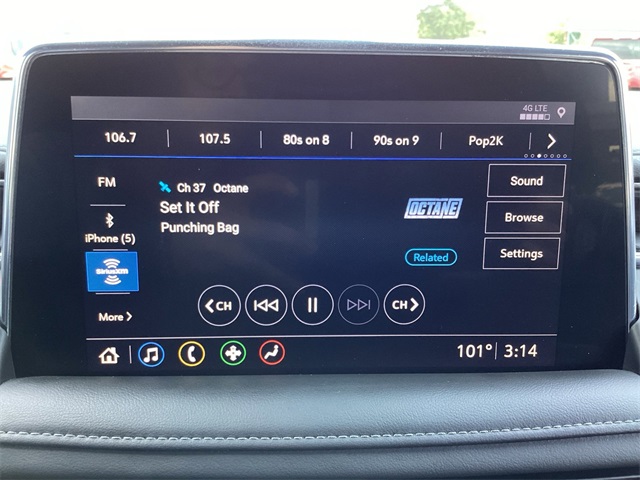 4G LTE
106.7 107.5 80s on 8 90s on 9 Pop2K
FM
Ch 37 Octane
Sound
Set It Off
OCTANE
Browse
Punching Bag
iPhone (5)
Related
Settings
SiriusXM
More
CH CH
101° 3:14